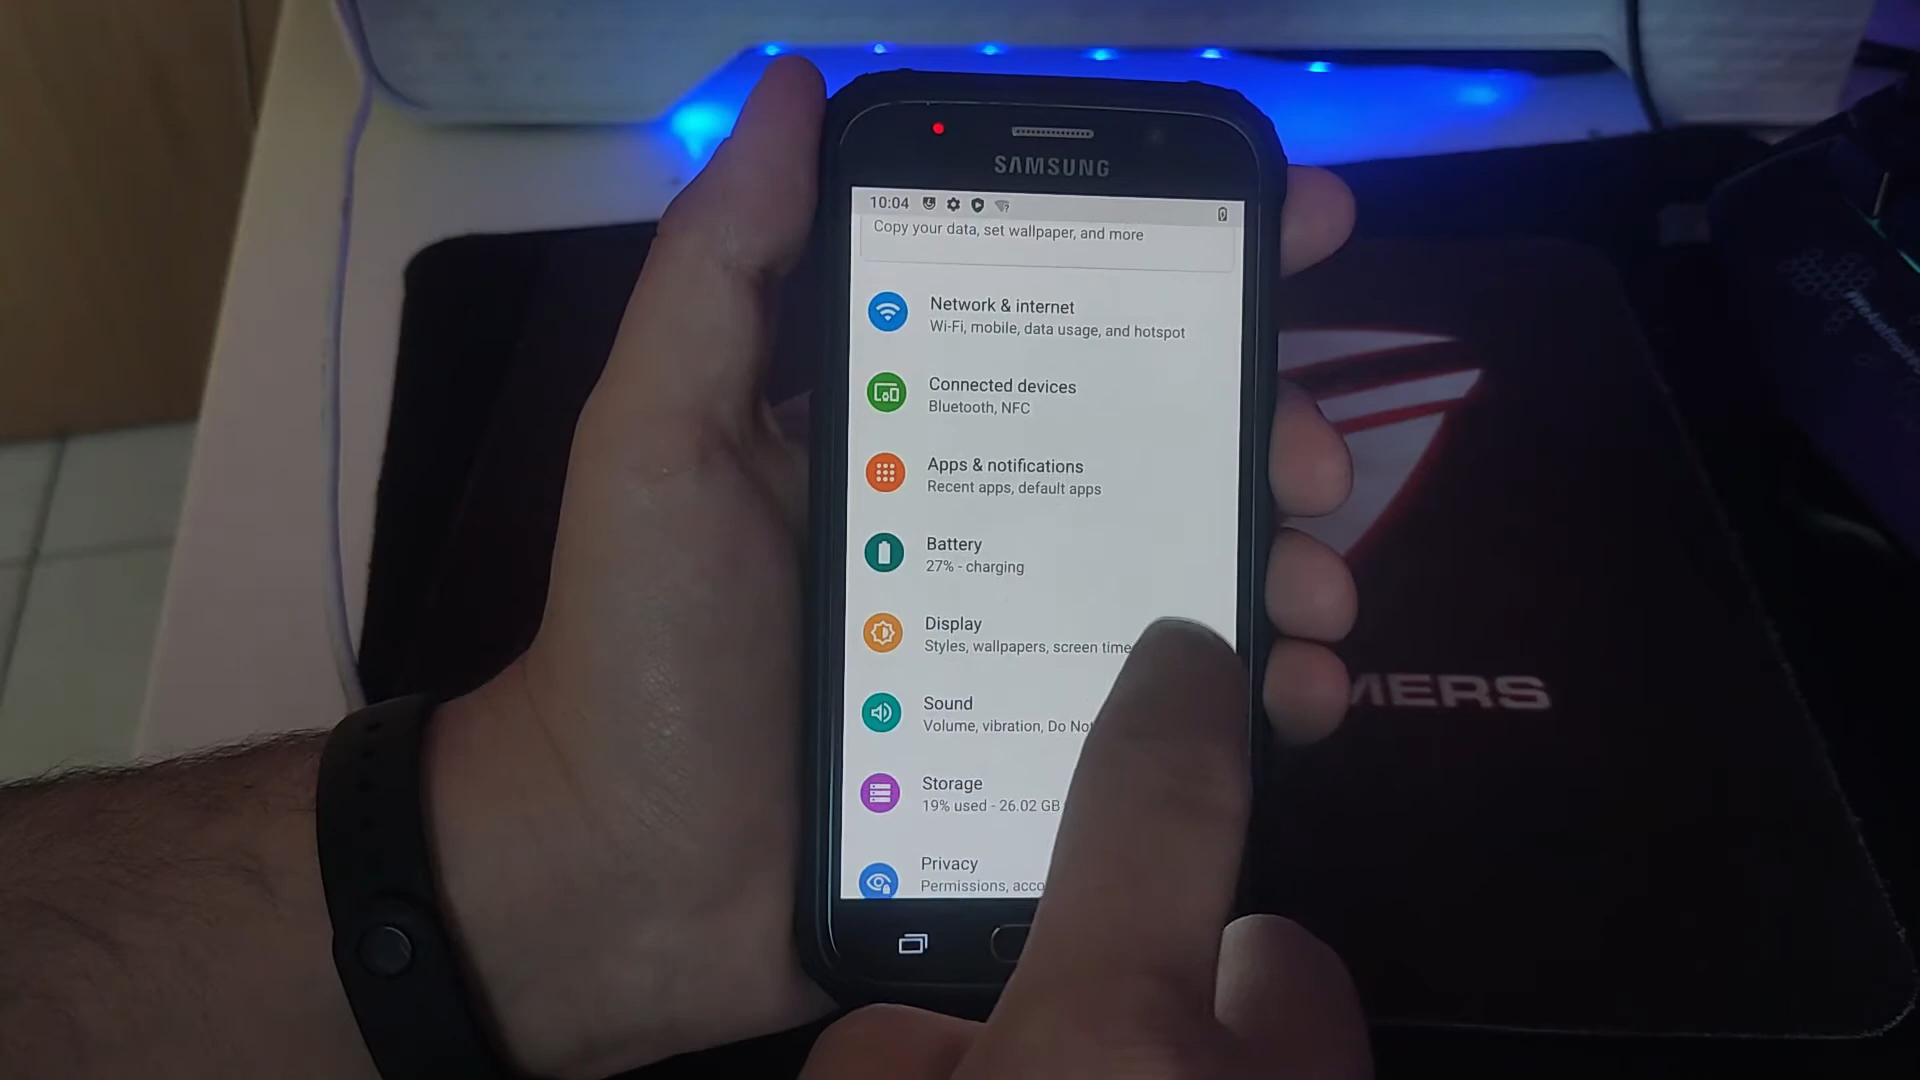 SAMSUNG
10:04
Copy your data, set wallpaper, and more
Network & internet
Wi-Fi, mobile, data usage, and hotspot
Connected devices
Bluetooth, NFC
Apps & notifications
Recent apps, default apps
Battery
27% - charging
Display
Styles, wallpapers, screen time
Sound
Volume, vibration, Do Not
Storage
19% used - 26.02 GB
Privacy
Permissions, acco
MERS